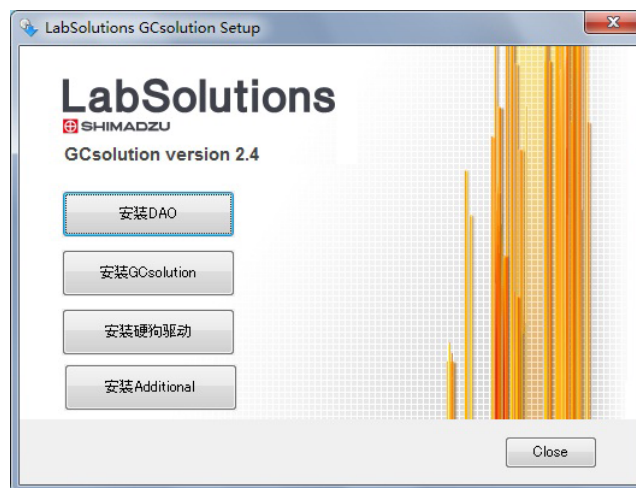 LabSolutions GCsolution Setup
LabSolutions
SHIMADZU
GCsolution version 2.4
安装DAO
安装GCsolution
安装硬狗驱动
安装Additional
Close